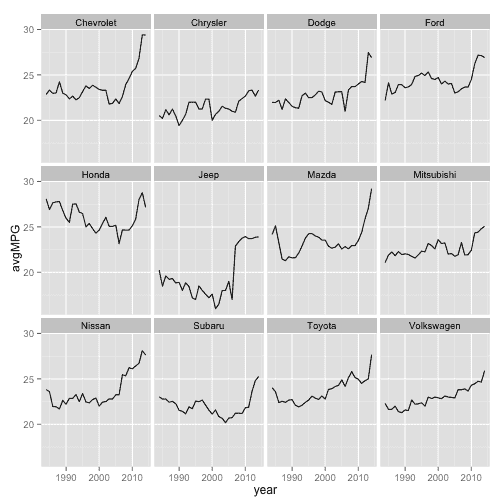 Chevrolet Chrysler Dodge Ford
30
25
20
Honda Jeep Mazda Mitsubishi
30
25
20
avgMPG
Nissan Subaru Toyota Volkswagen
30
25
20
1990 2000 2010 1990 2000 2010 1990 2000 2010 1990 2000 2010
year